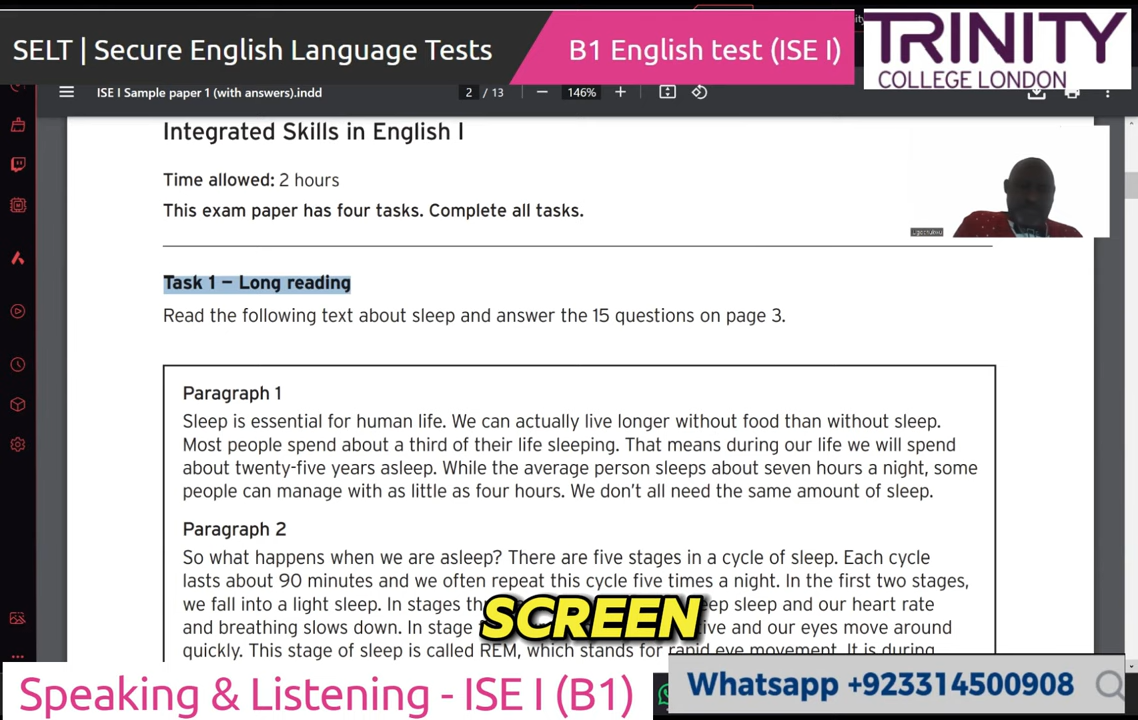 SELT | Secure English Language Tests
B1 English test (ISE I)
TRINITY
COLLEGE LONDON
ISE I Sample paper 1 (with answers).indd
2 / 13
146%
Integrated Skills in English I
Time allowed: 2 hours
This exam paper has four tasks. Complete all tasks.
Task 1 – Long reading
Read the following text about sleep and answer the 15 questions on page 3.
Paragraph 1
Sleep is essential for human life. We can actually live longer without food than without sleep.
Most people spend about a third of their life sleeping. That means during our life we will spend
about twenty-five years asleep. While the average person sleeps about seven hours a night, some
people can manage with as little as four hours. We don't all need the same amount of sleep.
Paragraph 2
So what happens when we are asleep? There are five stages in a cycle of sleep. Each cycle
lasts about 90 minutes and we often repeat this cycle five times a night. In the first two stages,
we fall into a light sleep. In stages sleep and our heart rate
SCREEN
and breathing slows down. In stage and our eyes move around
quickly. This stage of sleep is called REM, which stands for rapid eye movement. It is during
Speaking & Listening - ISE I (B1)
Whatsapp +923314500908